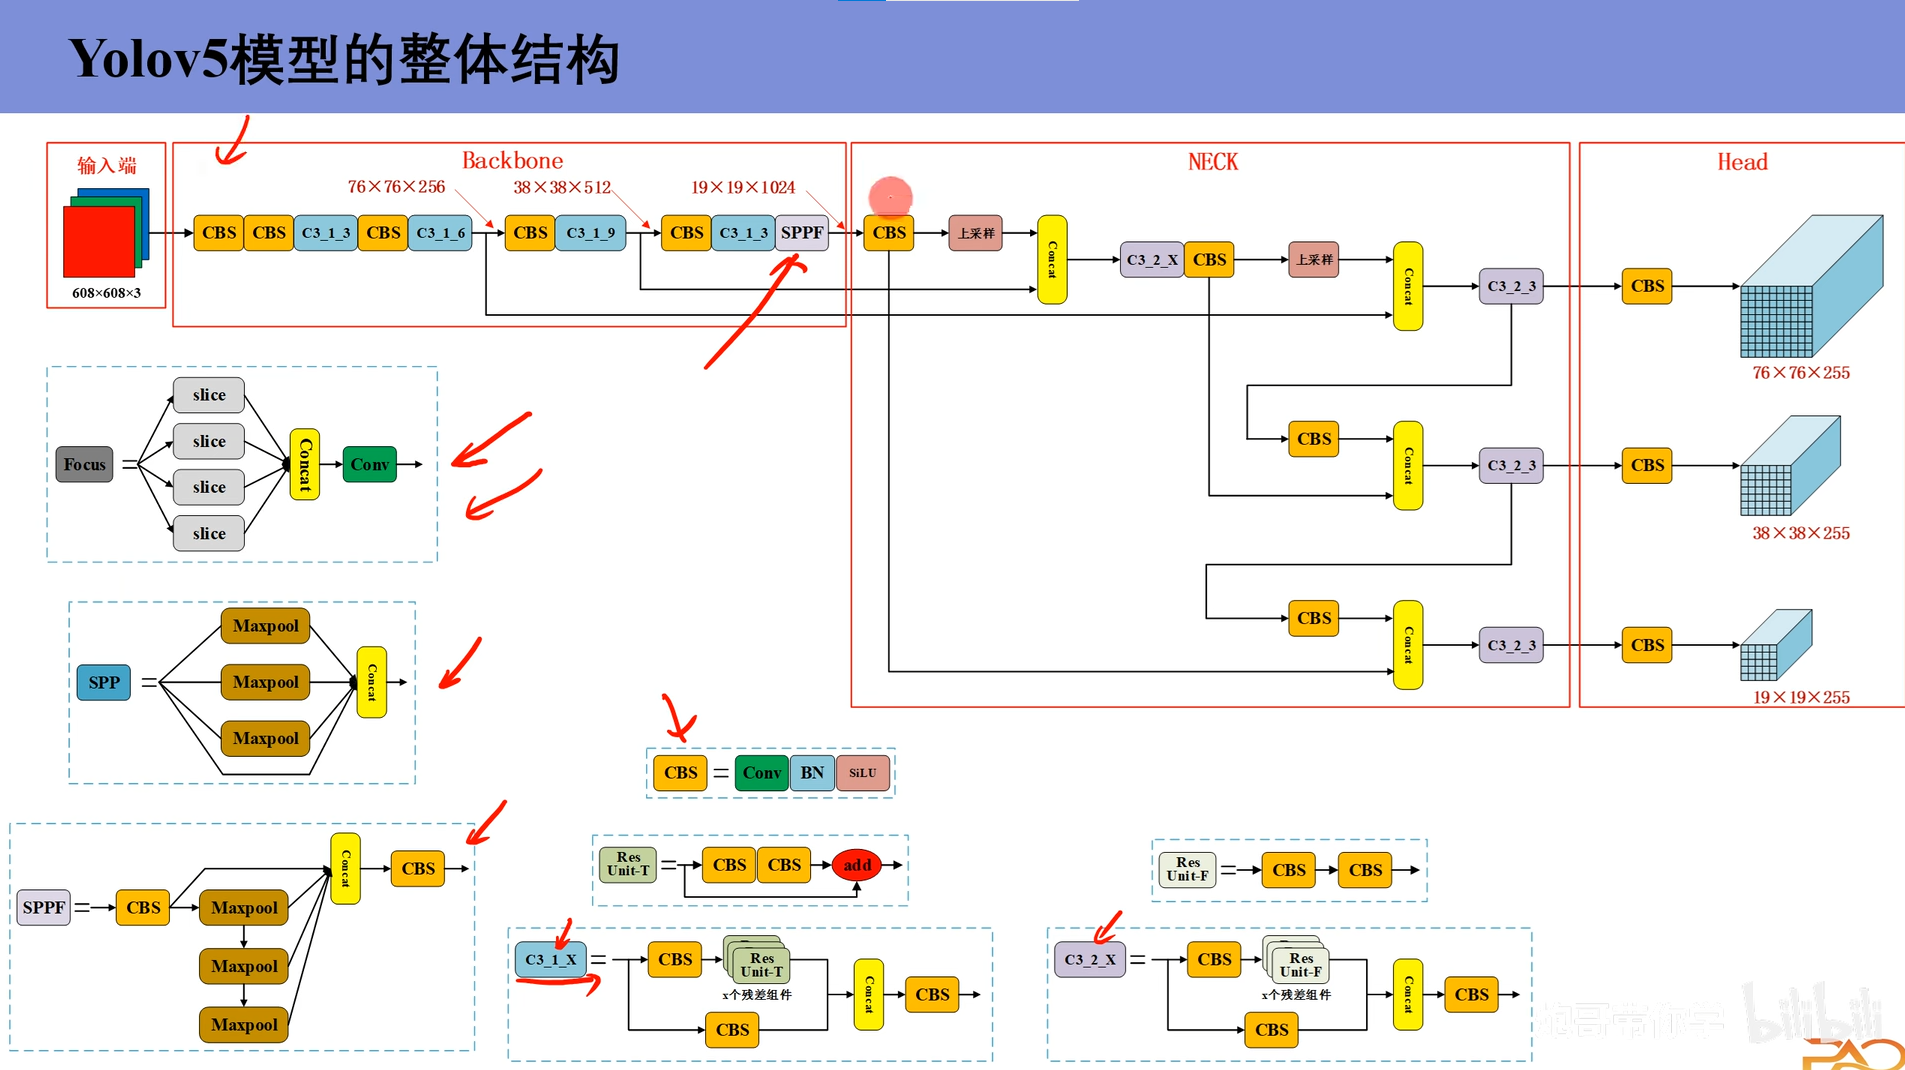 Yolov5模型的整体结构
输入端
608×608×3
Backbone
76×76×256
38×38×512
19×19×1024
CBS CBS C3_1_3 CBS C3_1_6
CBS C3_1_9
CBS C3_1_3 SPPF
NECK
CBS
上采样
Concat
C3_2_X CBS
上采样
Concat
C3_2_3
CBS
Concat
C3_2_3
CBS
Concat
C3_2_3
Head
CBS
76×76×255
CBS
38×38×255
CBS
19×19×255
Focus
slice
slice
slice
slice
Concat
Conv
SPP
Maxpool
Maxpool
Maxpool
Concat
SPPF
CBS
Maxpool
Maxpool
Maxpool
Concat
CBS
CBS = Conv BN SiLU
Res
Unit-T
CBS CBS add
C3_1_X
CBS
Res
Unit-T
x个残差组件
CBS
Concat
CBS
Res
Unit-F
CBS CBS
C3_2_X
CBS
Res
Unit-F
x个残差组件
CBS
Concat
CBS
哥带你学
bilibili